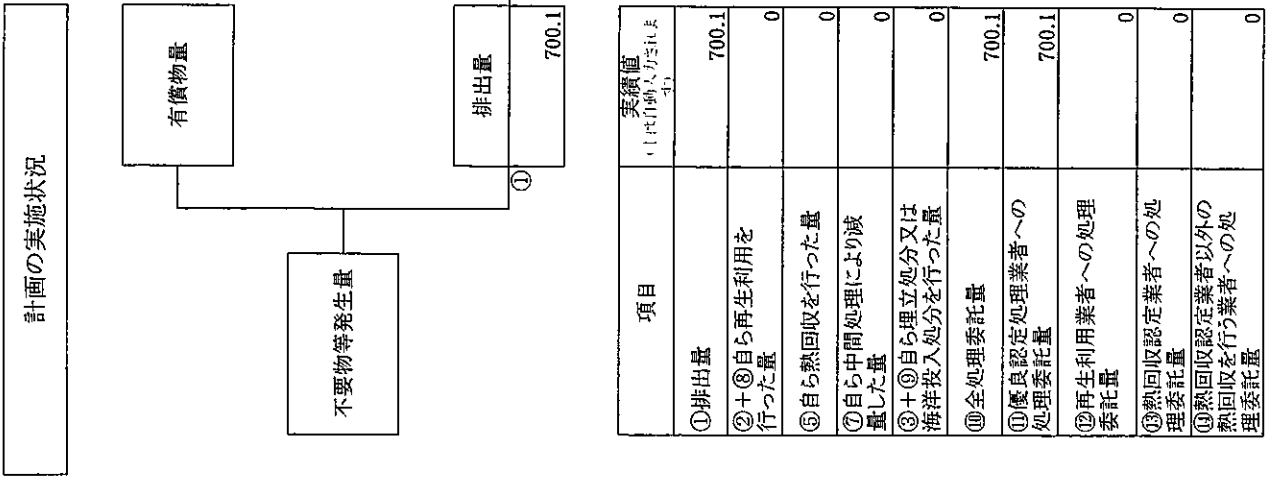 計画の実施状況
有償物量
不要物等発生量
排出量
①
700.1
項目
実績値
①排出量
700.1
②+⑧自ら再生利用を
行った量
0
⑤自ら熱回収を行った量
0
⑦自ら中間処理により減
量した量
0
③+⑨自ら埋立処分又は
海洋投入処分を行った量
0
⑩全処理委託量
700.1
⑪優良認定処理業者への
処理委託量
700.1
⑫再生利用業者への処理
委託量
0
⑬熱回収認定業者への処
理委託量
0
⑭熱回収認定業者以外の
熱回収を行う業者への処
理委託量
0